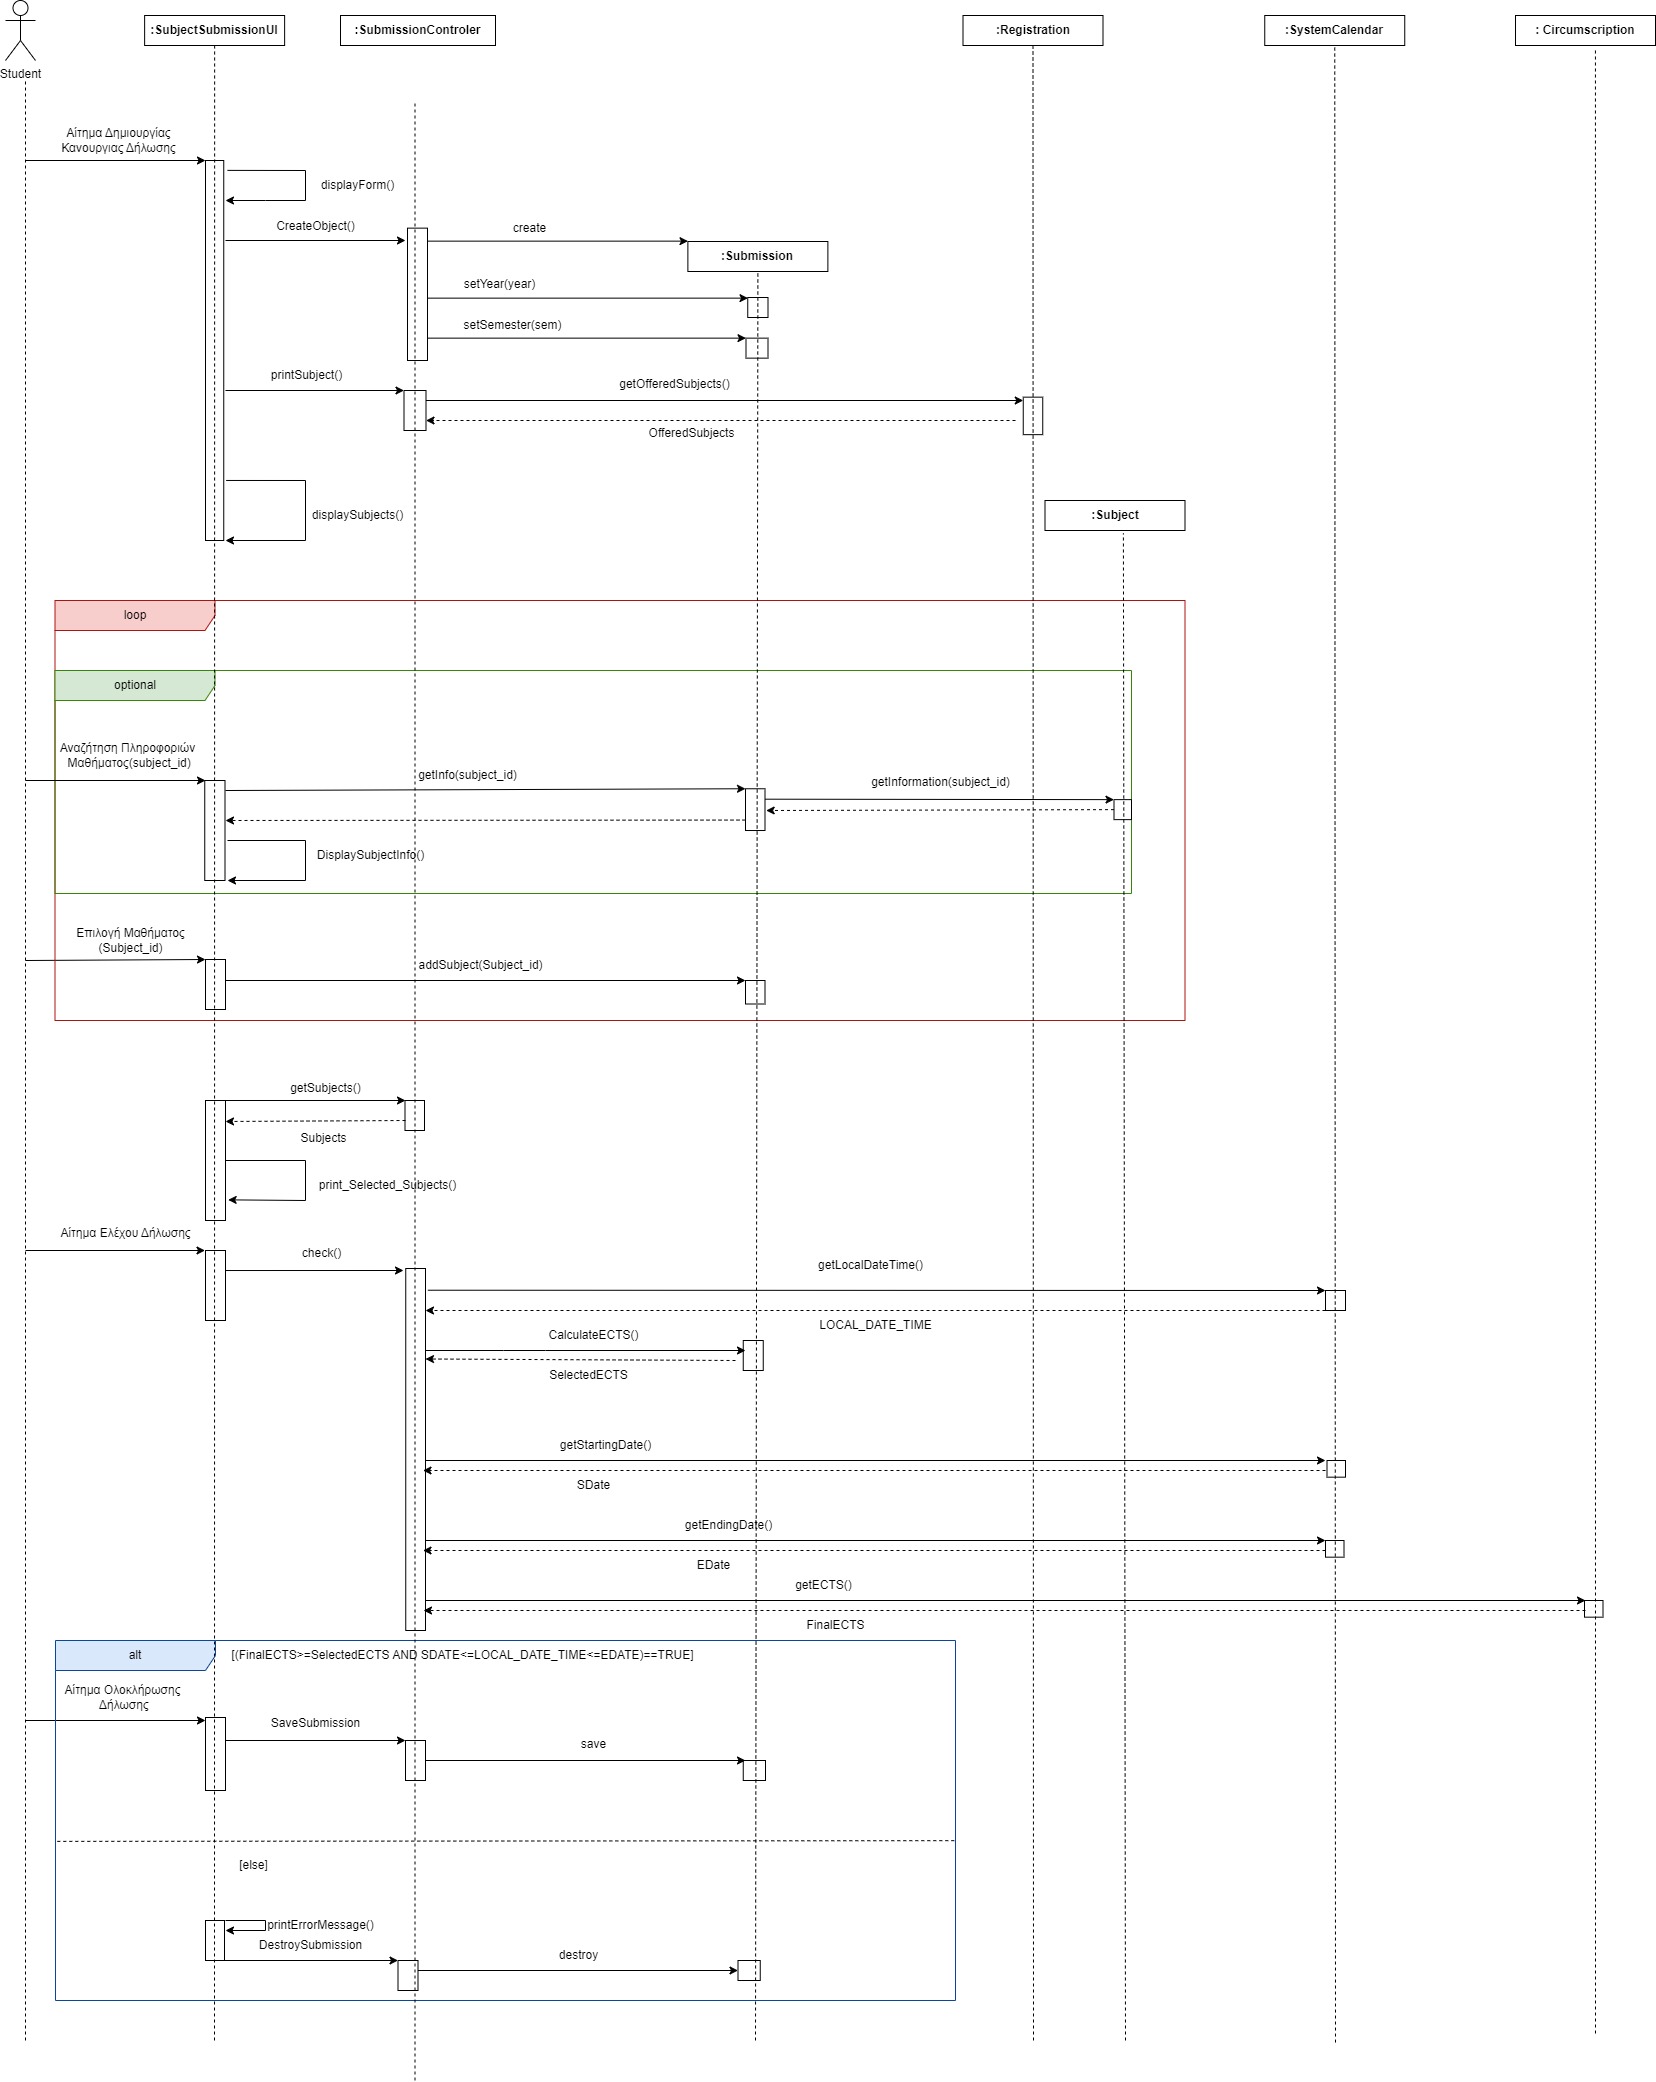 :SubjectSubmissionUI
:SubmissionControler
:Registration
:SystemCalendar
: Circumscription
Student
Αίτημα Δημιουργίας
Κανουργιας Δήλωσης
displayForm()
CreateObject()
create
:Submission
setYear(year)
setSemester(sem)
printSubject()
getOfferedSubjects()
OfferedSubjects
displaySubjects()
:Subject
loop
optional
Αναζήτηση Πληροφοριών
Μαθήματος(subject_id)
getInfo(subject_id)
getInformation(subject_id)
DisplaySubjectInfo()
Επιλογή Μαθήματος
(Subject_id)
addSubject(Subject_id)
getSubjects()
Subjects
print_Selected_Subjects()
Αίτημα Ελέχου Δήλωσης
check()
getLocalDateTime()
LOCAL_DATE_TIME
CalculateECTS()
SelectedECTS
getStartingDate()
SDate
getEndingDate()
EDate
getECTS()
FinalECTS
alt
[(FinalECTS>=SelectedECTS AND SDATE<=LOCAL_DATE_TIME<=EDATE)==TRUE]
Αίτημα Ολοκλήρωσης
Δήλωσης
SaveSubmission
save
[else]
printErrorMessage()
DestroySubmission
destroy